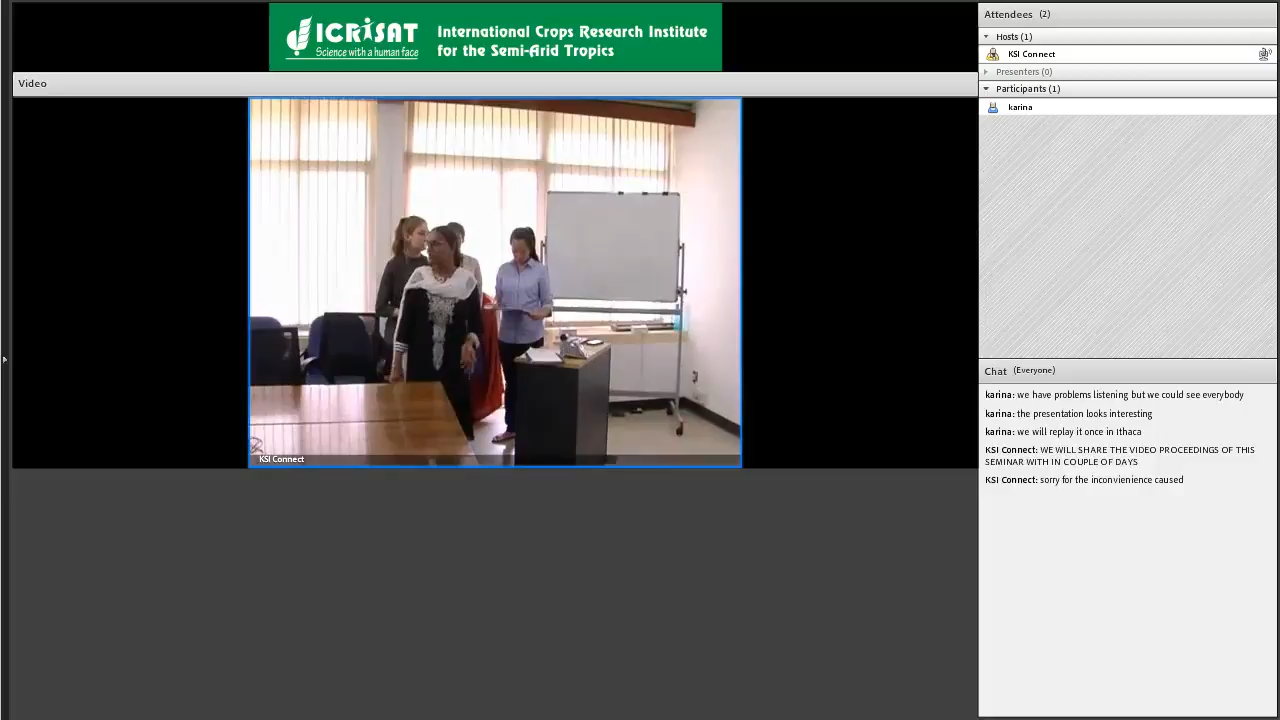 ICRISAT
Science with a human face
International Crops Research Institute
for the Semi-Arid Tropics
Video
KSI Connect
Attendees (2)
Hosts (1)
KSI Connect
Presenters (0)
Participants (1)
karina
Chat (Everyone)
karina: we have problems listening but we could see everybody
karina: the presentation looks interesting
karina: we will replay it once in Ithaca
KSI Connect: WE WILL SHARE THE VIDEO PROCEEDINGS OF THIS
SEMINAR WITH IN COUPLE OF DAYS
KSI Connect: sorry for the inconvienience caused